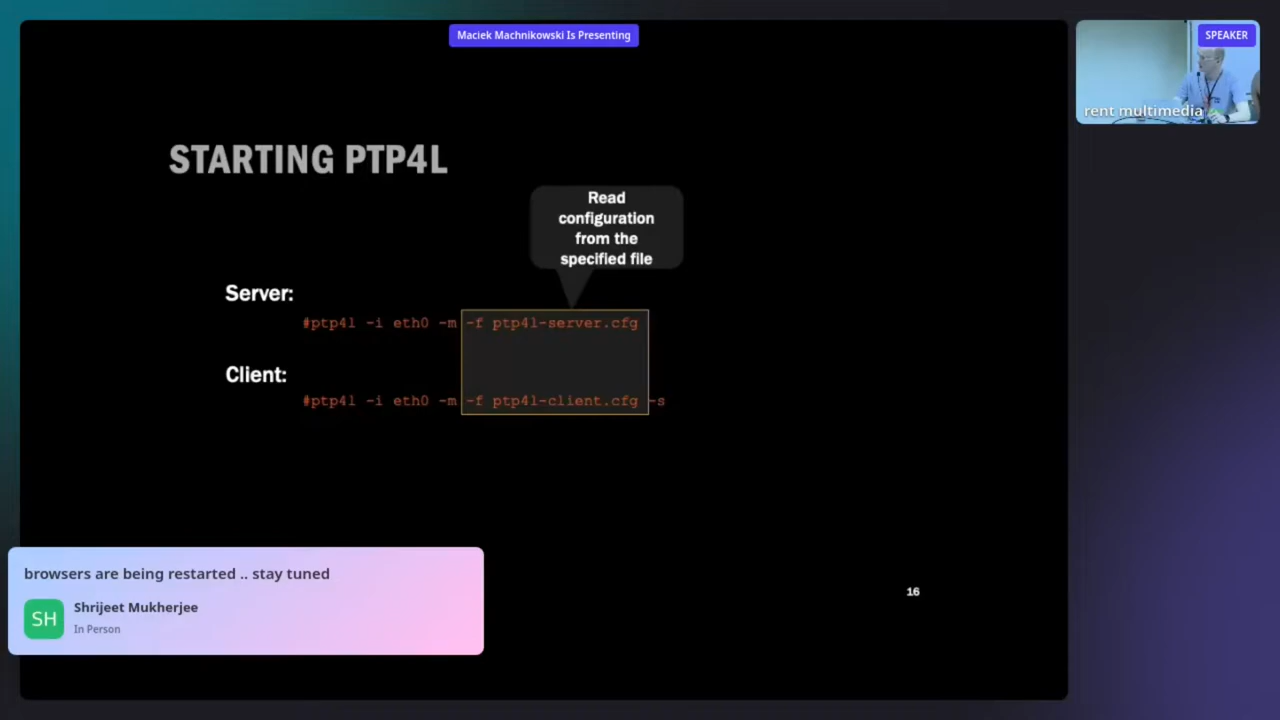 Maciek Machnikowski Is Presenting
SPEAKER
rent multimedia
STARTING PTP4L
Read
configuration
from the
specified file
Server:
#ptp4l -i eth0 -m -f ptp4l-server.cfg
Client:
#ptp4l -i eth0 -m -f ptp4l-client.cfg -s
16
browsers are being restarted .. stay tuned
SH
Shrijeet Mukherjee
In Person